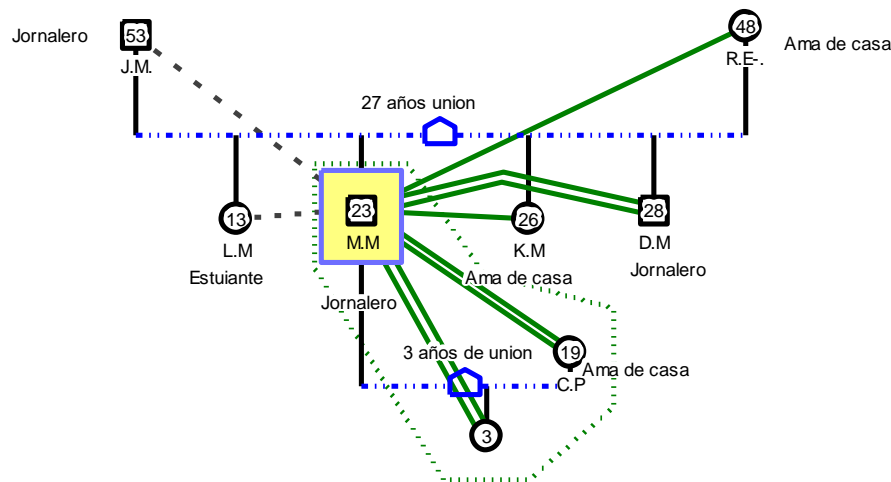 Jornalero
53
J.M.
48
Ama de casa
R.E-.
27 años union
13
L.M
Estuiante
23
M.M
Jornalero
26
K.M
Ama de casa
28
D.M
Jornalero
3 años de union
19
C.P
Ama de casa
3